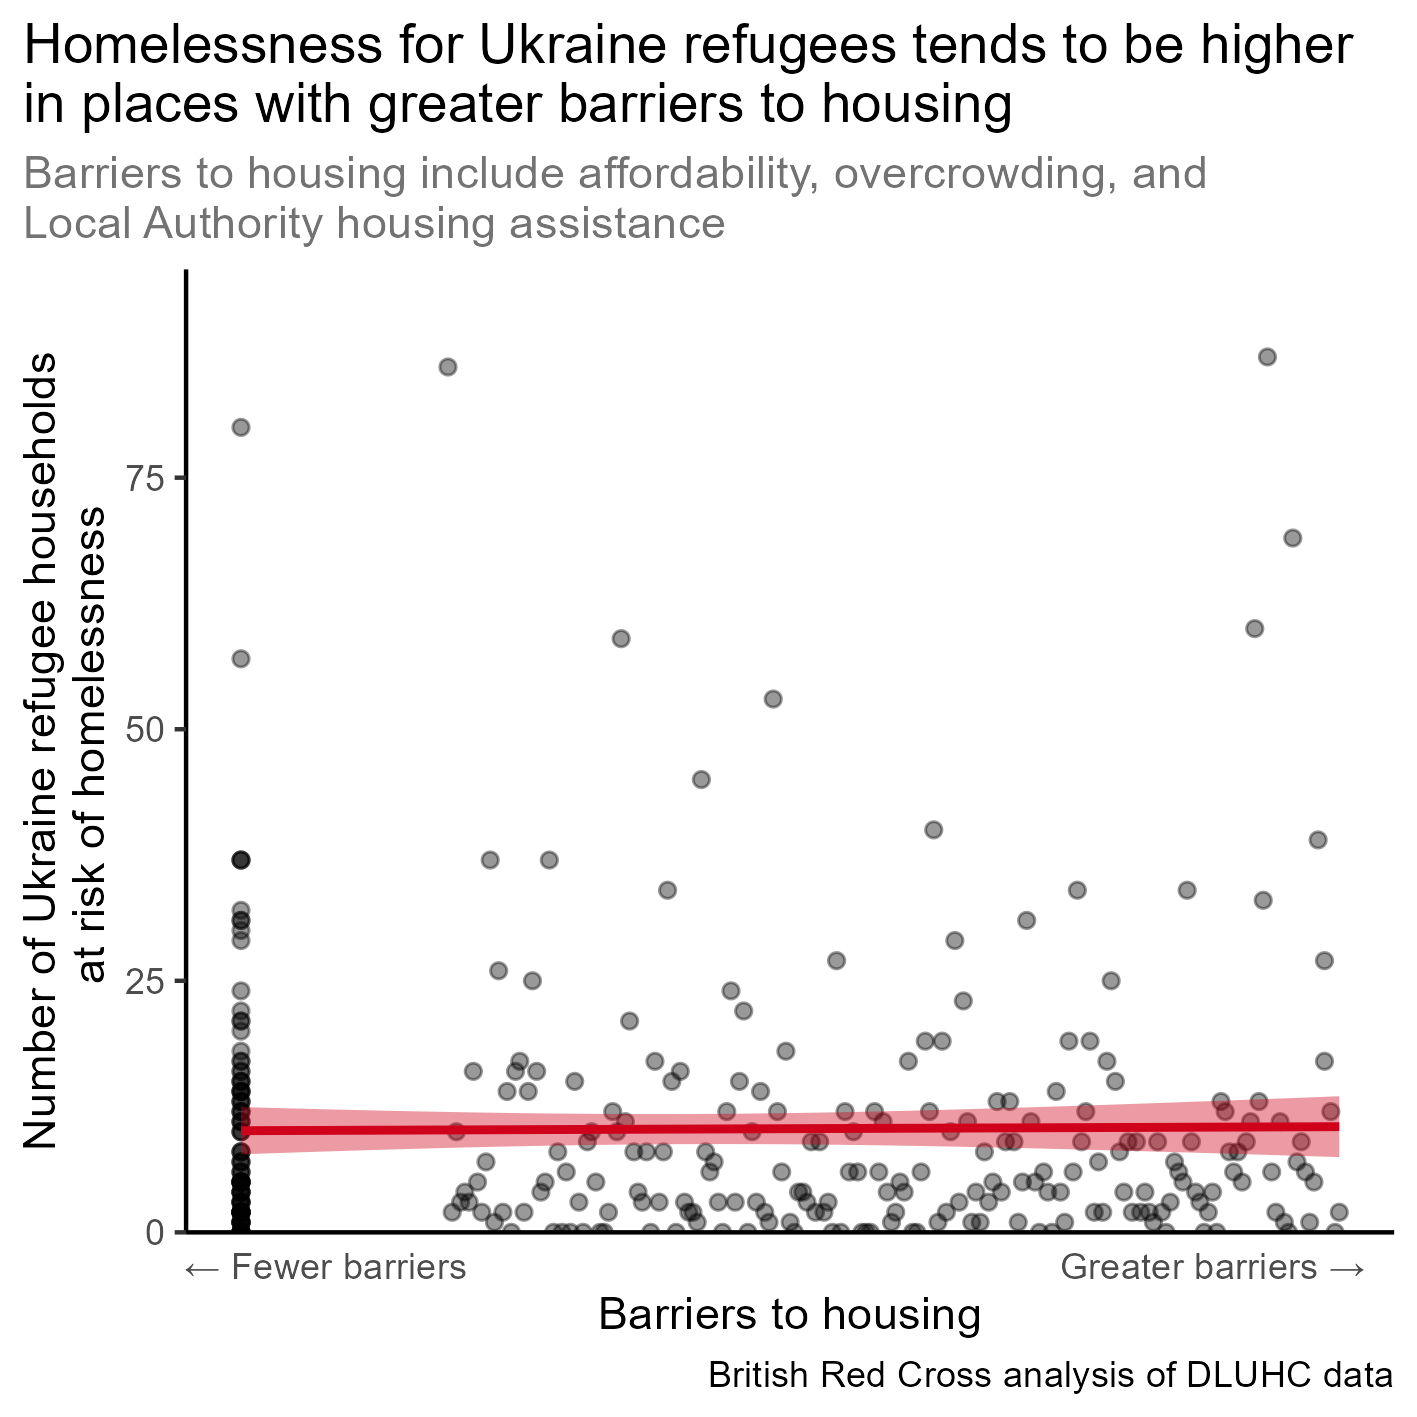 Homelessness for Ukraine refugees tends to be higher
in places with greater barriers to housing
Barriers to housing include affordability, overcrowding, and
Local Authority housing assistance
Number of Ukraine refugee households
at risk of homelessness
75
50
25
0
← Fewer barriers
Greater barriers →
Barriers to housing
British Red Cross analysis of DLUHC data